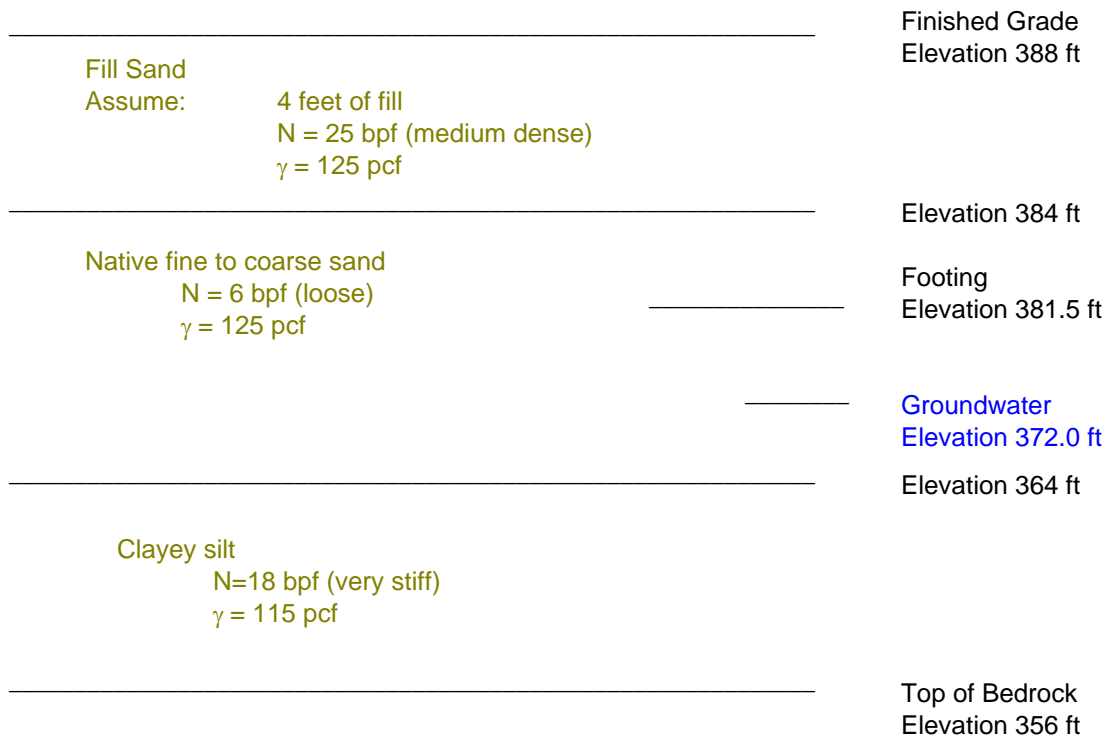 Finished Grade
Elevation 388 ft
Fill Sand
Assume: 4 feet of fill
N = 25 bpf (medium dense)
γ = 125 pcf
Elevation 384 ft
Native fine to coarse sand
N = 6 bpf (loose)
γ = 125 pcf
Footing
Elevation 381.5 ft
Groundwater
Elevation 372.0 ft
Elevation 364 ft
Clayey silt
N=18 bpf (very stiff)
γ = 115 pcf
Top of Bedrock
Elevation 356 ft